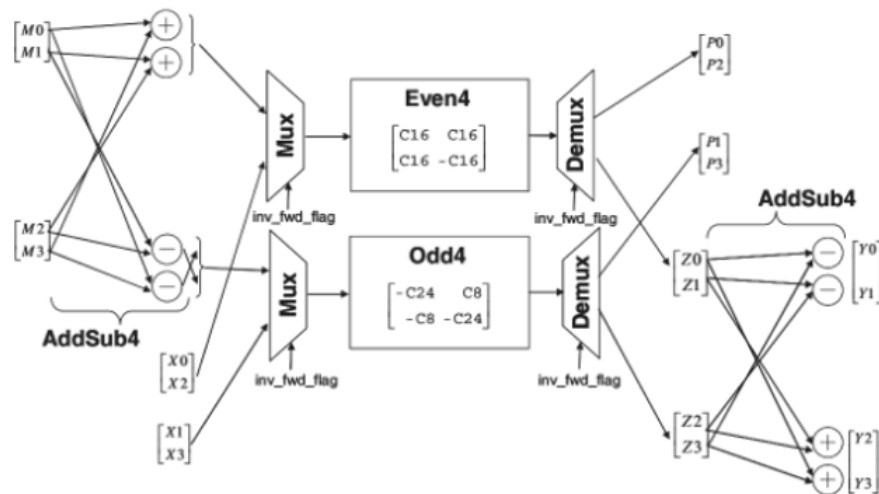 [M0
M1]
+
+
[M2
M3]
−
−
AddSub4
[X0
X2]
[X1
X3]
Mux
inv_fwd_flag
Mux
inv_fwd_flag
Even4
[C16 C16
C16 -C16]
Odd4
[-C24 C8
-C8 -C24]
Demux
inv_fwd_flag
Demux
inv_fwd_flag
[P0
P2]
[P1
P3]
AddSub4
[Z0
Z1]
[Z2
Z3]
−
−
[Y0
Y1]
+
+
[Y2
Y3]